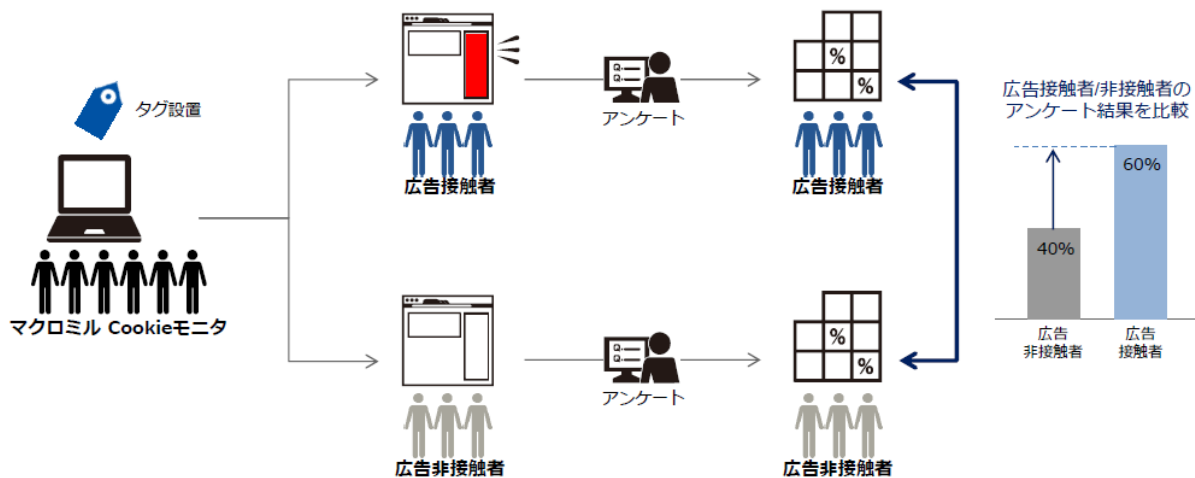 タグ設置
マクロミル Cookieモニタ
広告接触者
アンケート
%
%
広告接触者
広告非接触者
アンケート
%
%
広告非接触者
広告接触者/非接触者の
アンケート結果を比較
40%
60%
広告
非接触者
広告
接触者